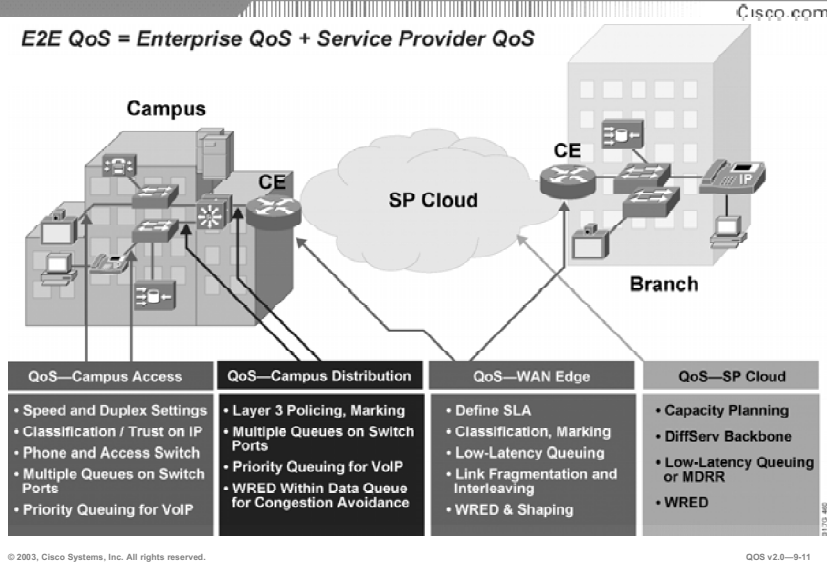 Cisco.com
E2E QoS = Enterprise QoS + Service Provider QoS
Campus
CE
SP Cloud
CE
IP
Branch
QoS—Campus Access
• Speed and Duplex Settings
• Classification / Trust on IP
• Phone and Access Switch
• Multiple Queues on Switch
Ports
• Priority Queuing for VoIP
QoS—Campus Distribution
• Layer 3 Policing, Marking
• Multiple Queues on Switch
Ports
• Priority Queuing for VoIP
• WRED Within Data Queue
for Congestion Avoidance
QoS—WAN Edge
• Define SLA
• Classification, Marking
• Low-Latency Queuing
• Link Fragmentation and
Interleaving
• WRED & Shaping
QoS—SP Cloud
• Capacity Planning
• DiffServ Backbone
• Low-Latency Queuing
or MDRR
• WRED
© 2003, Cisco Systems, Inc. All rights reserved.
QOS v2.0—9-11